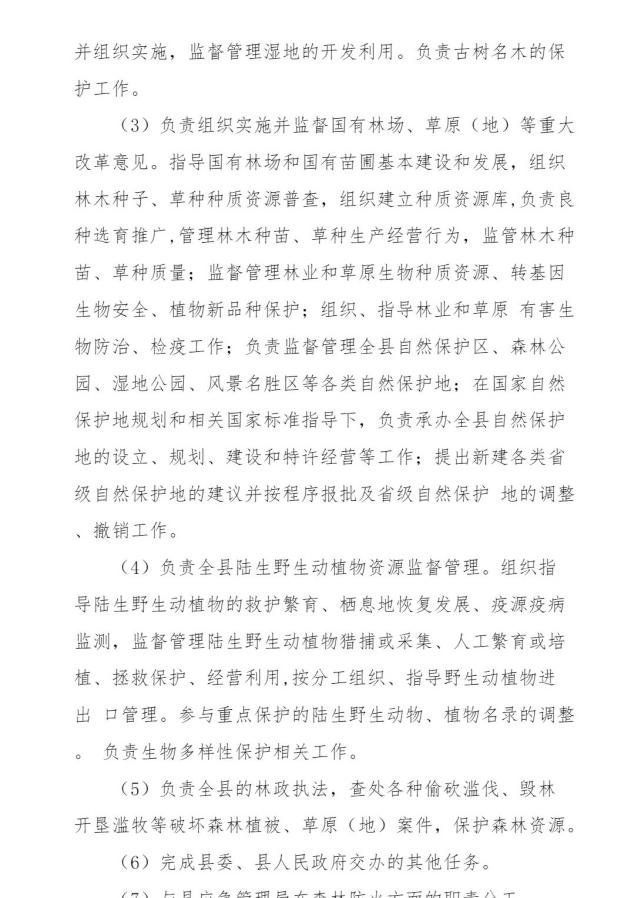 并组织实施，监督管理湿地的开发利用。负责古树名木的保
护工作。
（3）负责组织实施并监督国有林场、草原（地）等重大
改革意见。指导国有林场和国有苗圃基本建设和发展，组织
林木种子、草种种质资源普查，组织建立种质资源库,负责良
种选育推广,管理林木种苗、草种生产经营行为，监管林木种
苗、草种质量；监督管理林业和草原生物种质资源、转基因
生物安全、植物新品种保护；组织、指导林业和草原 有害生
物防治、检疫工作；负责监督管理全县自然保护区、森林公
园、湿地公园、风景名胜区等各类自然保护地；在国家自然
保护地规划和相关国家标准指导下，负责承办全县自然保护
地的设立、规划、建设和特许经营等工作；提出新建各类省
级自然保护地的建议并按程序报批及省级自然保护 地的调整
、撤销工作。
（4）负责全县陆生野生动植物资源监督管理。组织指
导陆生野生动植物的救护繁育、栖息地恢复发展、疫源疫病
监测，监督管理陆生野生动植物猎捕或采集、人工繁育或培
植、拯救保护、经营利用,按分工组织、指导野生动植物进
出 口管理。参与重点保护的陆生野生动物、植物名录的调整
。 负责生物多样性保护相关工作。
（5）负责全县的林政执法，查处各种偷砍滥伐、毁林
开垦滥牧等破坏森林植被、草原（地）案件，保护森林资源。
（6）完成县委、县人民政府交办的其他任务。
（7）与县应急管理局在森林防火方面的职责分工